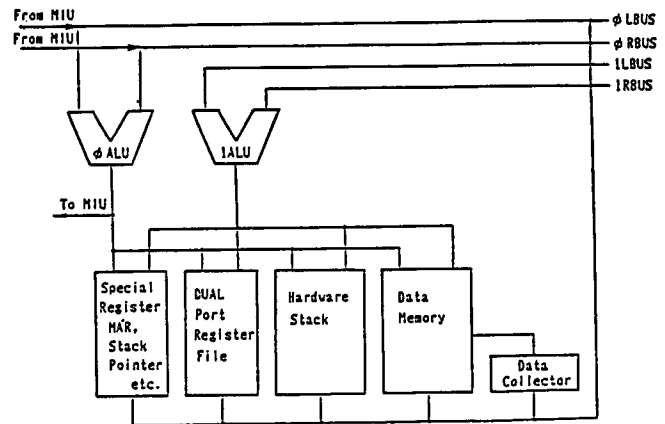 From MIU
From MIU
φ LBUS
φ RBUS
1LBUS
1RBUS
φ ALU
1ALU
To MIU
Special
Register
MAR,
Stack
Pointer
etc.
DUAL
Port
Register
File
Hardware
Stack
Data
Memory
Data
Collector